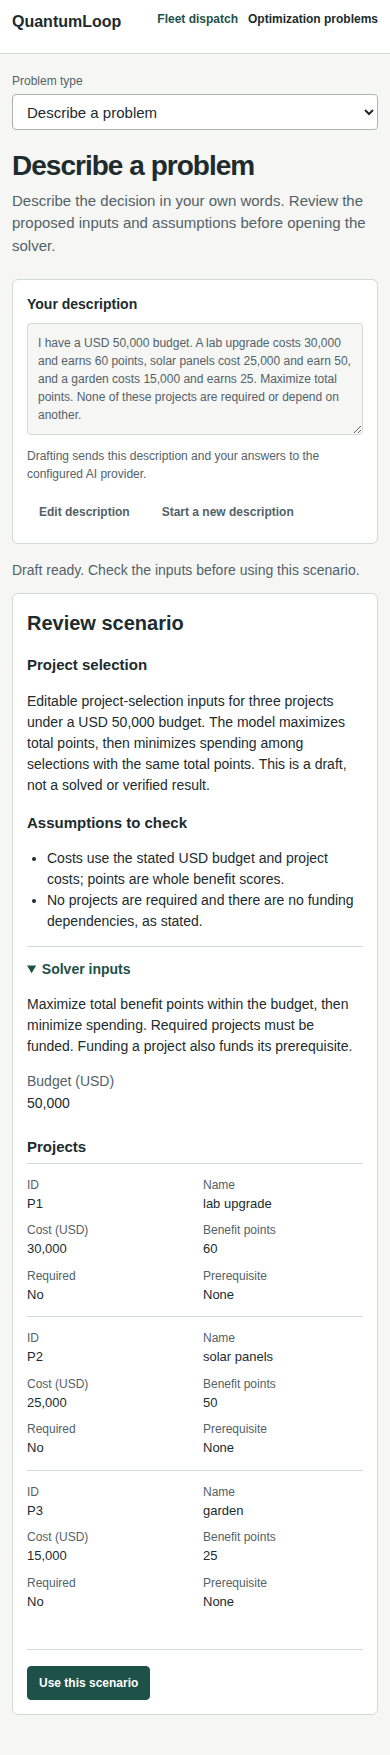 QuantumLoop
Fleet dispatch Optimization problems
Problem type
Describe a problem
Describe a problem
Describe the decision in your own words. Review the
proposed inputs and assumptions before opening the
solver.
Your description
I have a USD 50,000 budget. A lab upgrade costs 30,000
and earns 60 points, solar panels cost 25,000 and earn 50,
and a garden costs 15,000 and earns 25. Maximize total
points. None of these projects are required or depend on
another.
Drafting sends this description and your answers to the
configured AI provider.
Edit description Start a new description
Draft ready. Check the inputs before using this scenario.
Review scenario
Project selection
Editable project-selection inputs for three projects
under a USD 50,000 budget. The model maximizes
total points, then minimizes spending among
selections with the same total points. This is a draft,
not a solved or verified result.
Assumptions to check
• Costs use the stated USD budget and project
costs; points are whole benefit scores.
• No projects are required and there are no funding
dependencies, as stated.
▼ Solver inputs
Maximize total benefit points within the budget, then
minimize spending. Required projects must be
funded. Funding a project also funds its prerequisite.
Budget (USD)
50,000
Projects
ID Name
P1 lab upgrade
Cost (USD) Benefit points
30,000 60
Required Prerequisite
No None
ID Name
P2 solar panels
Cost (USD) Benefit points
25,000 50
Required Prerequisite
No None
ID Name
P3 garden
Cost (USD) Benefit points
15,000 25
Required Prerequisite
No None
Use this scenario